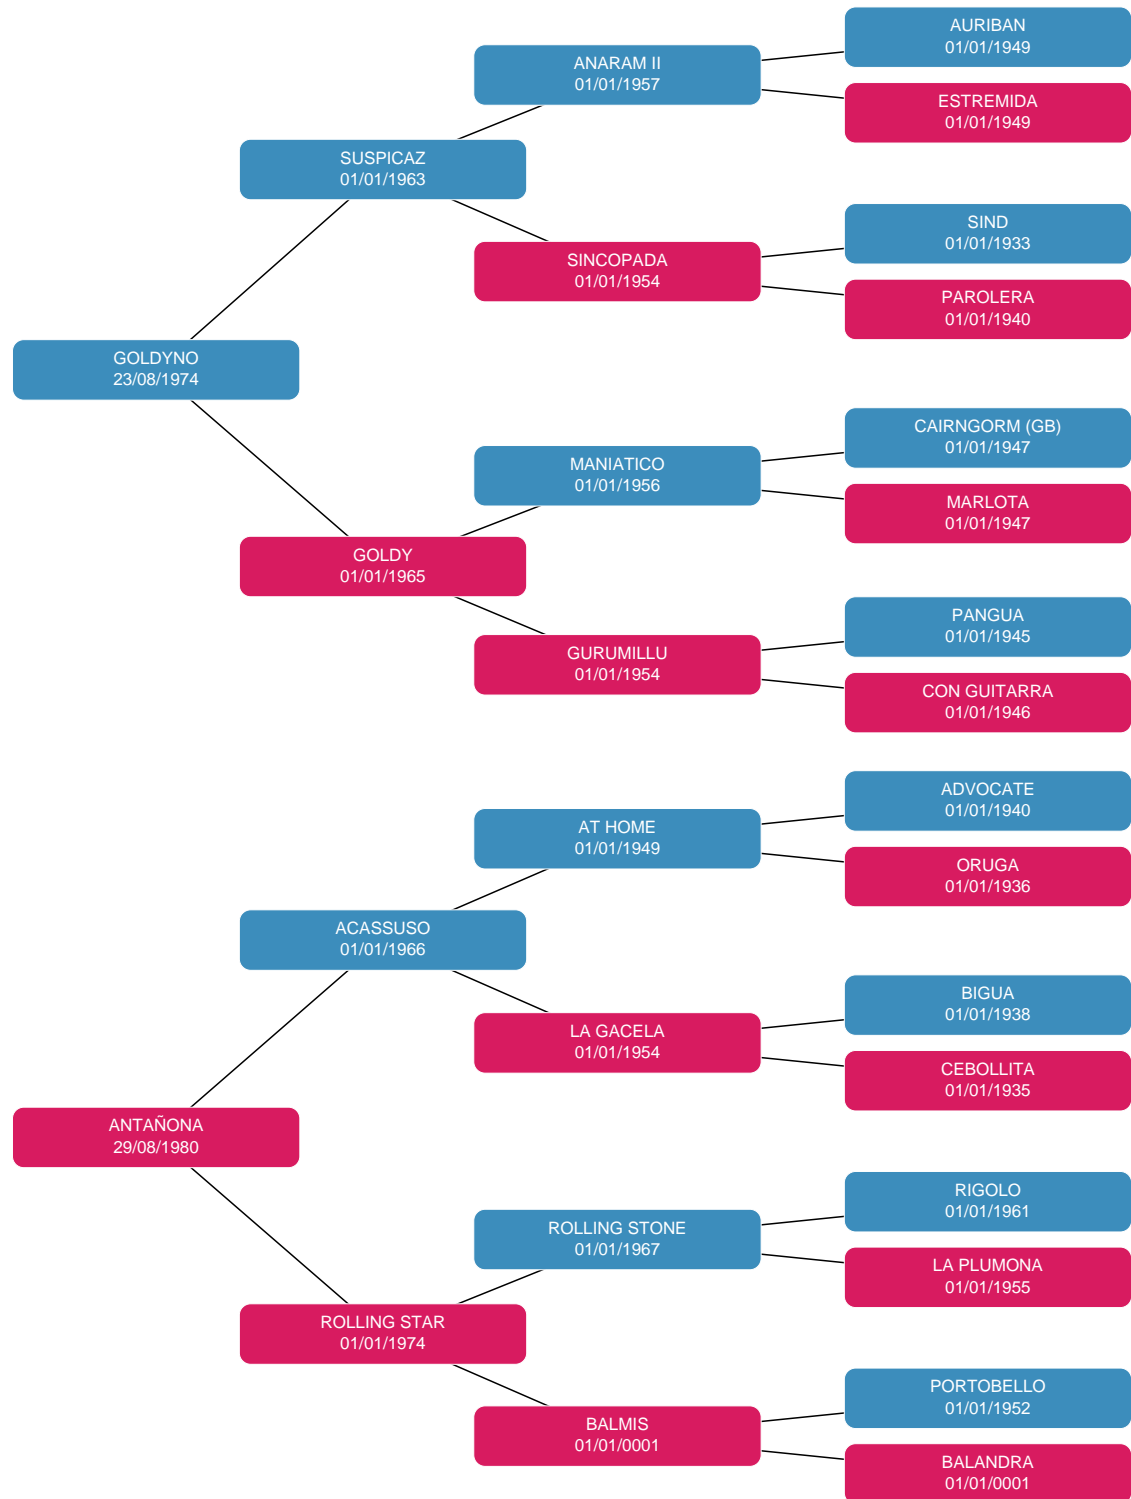 AURIBAN
01/01/1949
ANARAM II
01/01/1957
ESTREMIDA
01/01/1949
SUSPICAZ
01/01/1963
SIND
01/01/1933
SINCOPADA
01/01/1954
PAROLERA
01/01/1940
GOLDYNO
23/08/1974
CAIRNGORM (GB)
01/01/1947
MANIATICO
01/01/1956
MARLOTA
01/01/1947
GOLDY
01/01/1965
PANGUA
01/01/1945
GURUMILLU
01/01/1954
CON GUITARRA
01/01/1946
ADVOCATE
01/01/1940
AT HOME
01/01/1949
ORUGA
01/01/1936
ACASSUSO
01/01/1966
BIGUA
01/01/1938
LA GACELA
01/01/1954
CEBOLLITA
01/01/1935
ANTAÑONA
29/08/1980
RIGOLO
01/01/1961
ROLLING STONE
01/01/1967
LA PLUMONA
01/01/1955
ROLLING STAR
01/01/1974
PORTOBELLO
01/01/1952
BALMIS
01/01/0001
BALANDRA
01/01/0001